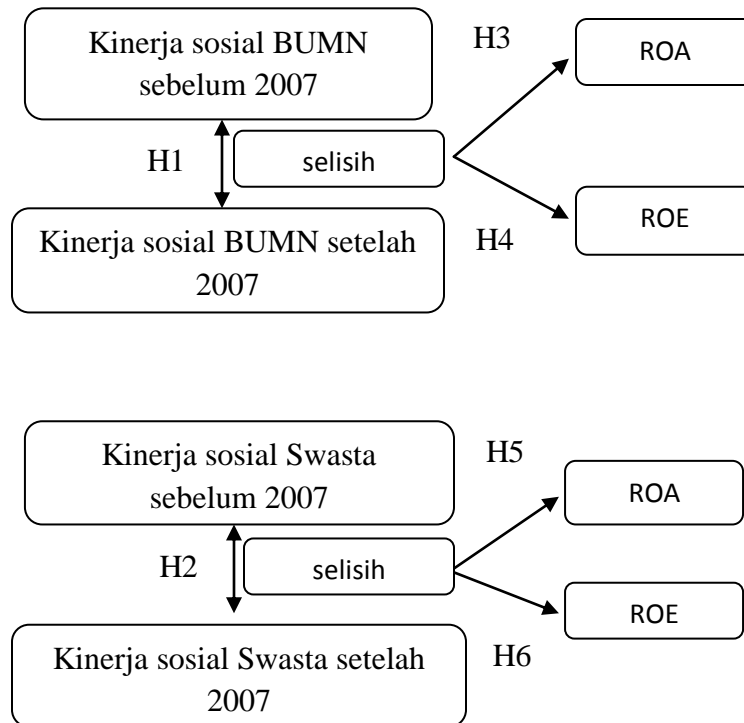 Kinerja sosial BUMN
sebelum 2007
H3
ROA
H1
selisih
Kinerja sosial BUMN setelah
2007
H4
ROE
Kinerja sosial Swasta
sebelum 2007
H5
ROA
H2
selisih
ROE
Kinerja sosial Swasta setelah
2007
H6